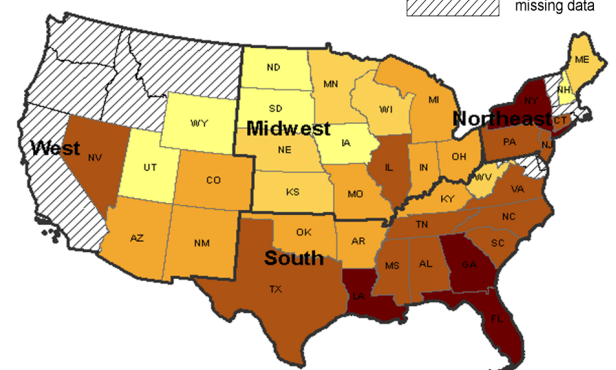 missing data
ME
ND
MN
NH
WI
MI
NY
SD
Northeast
CT
WY
Midwest
West
IA
PA
NJ
NV
NE
OH
UT
IL
IN
WV
CO
VA
KS
MO
KY
NC
TN
OK
AZ
NM
AR
SC
South
MS
AL
GA
TX
LA
FL